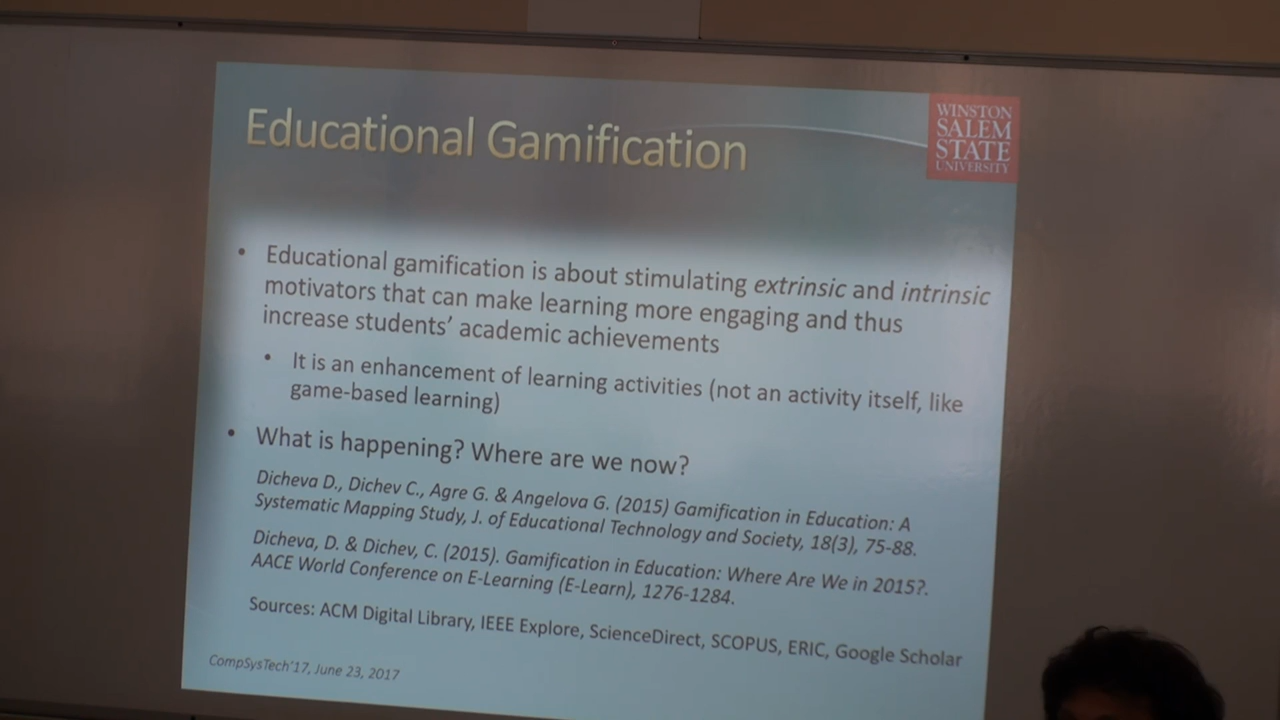 Educational Gamification
WINSTON
SALEM
STATE
UNIVERSITY
• Educational gamification is about stimulating extrinsic and intrinsic
motivators that can make learning more engaging and thus
increase students’ academic achievements
• It is an enhancement of learning activities (not an activity itself, like
game-based learning)
• What is happening? Where are we now?
Dicheva D., Dichev C., Agre G. & Angelova G. (2015) Gamification in Education: A
Systematic Mapping Study, J. of Educational Technology and Society, 18(3), 75-88.
Dicheva, D. & Dichev, C. (2015). Gamification in Education: Where Are We in 2015?.
AACE World Conference on E-Learning (E-Learn), 1276-1284.
Sources: ACM Digital Library, IEEE Explore, ScienceDirect, SCOPUS, ERIC, Google Scholar
CompSysTech’17, June 23, 2017